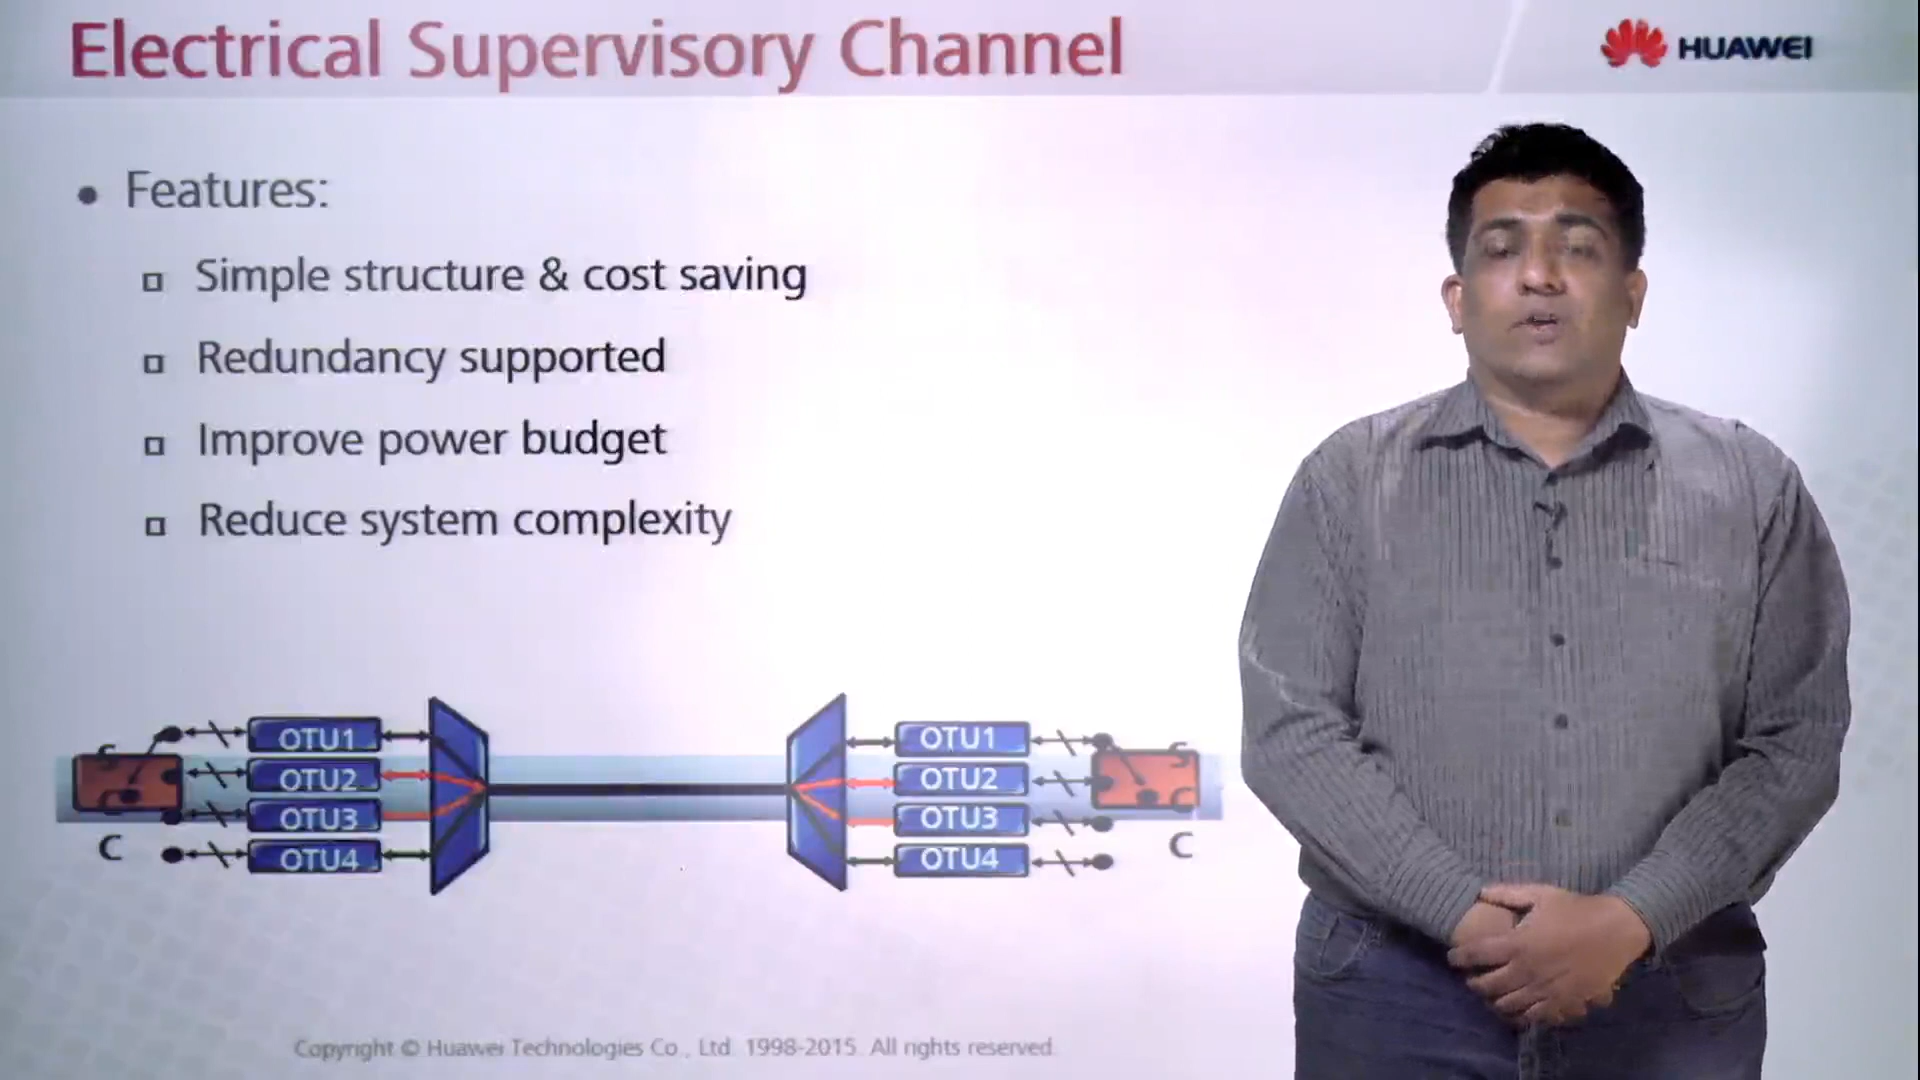 Electrical Supervisory Channel
HUAWEI
Features:
Simple structure & cost saving
Redundancy supported
Improve power budget
Reduce system complexity
OTU1
OTU2
OTU3
OTU4
C
OTU1
OTU2
OTU3
OTU4
C
Copyright © Huawei Technologies Co., Ltd. 1998-2015. All rights reserved.